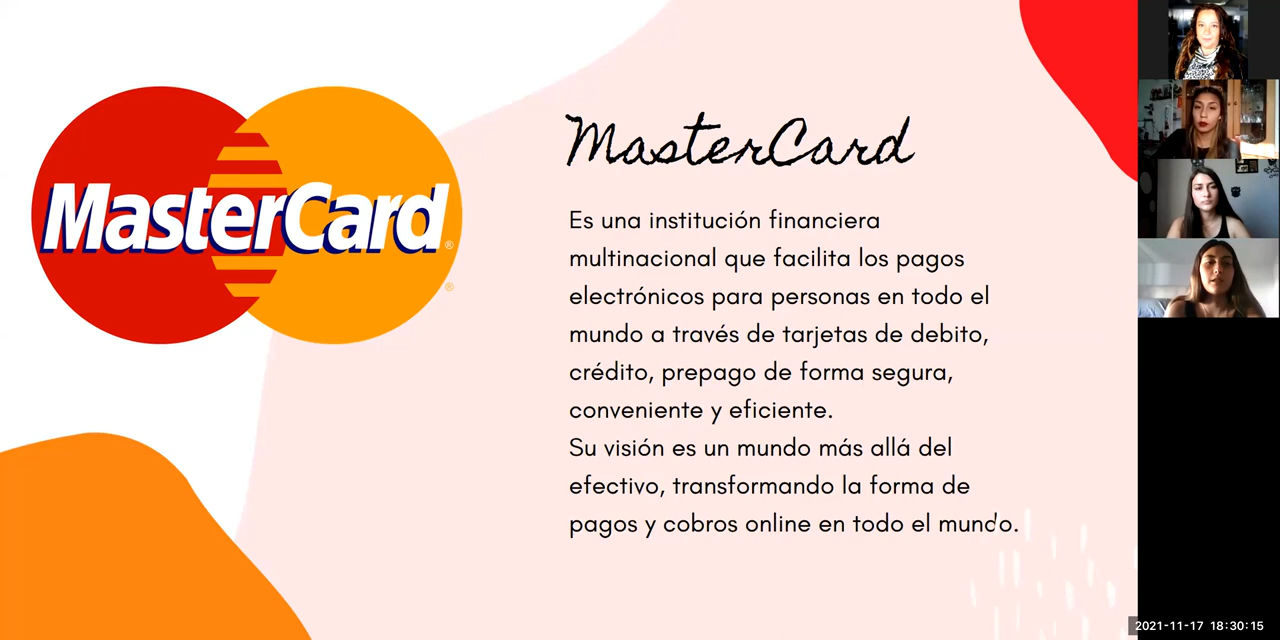 MasterCard
®
®
MasterCard
Es una institución financiera
multinacional que facilita los pagos
electrónicos para personas en todo el
mundo a través de tarjetas de debito,
crédito, prepago de forma segura,
conveniente y eficiente.
Su visión es un mundo más allá del
efectivo, transformando la forma de
pagos y cobros online en todo el mundo.
2021-11-17 18:30:15